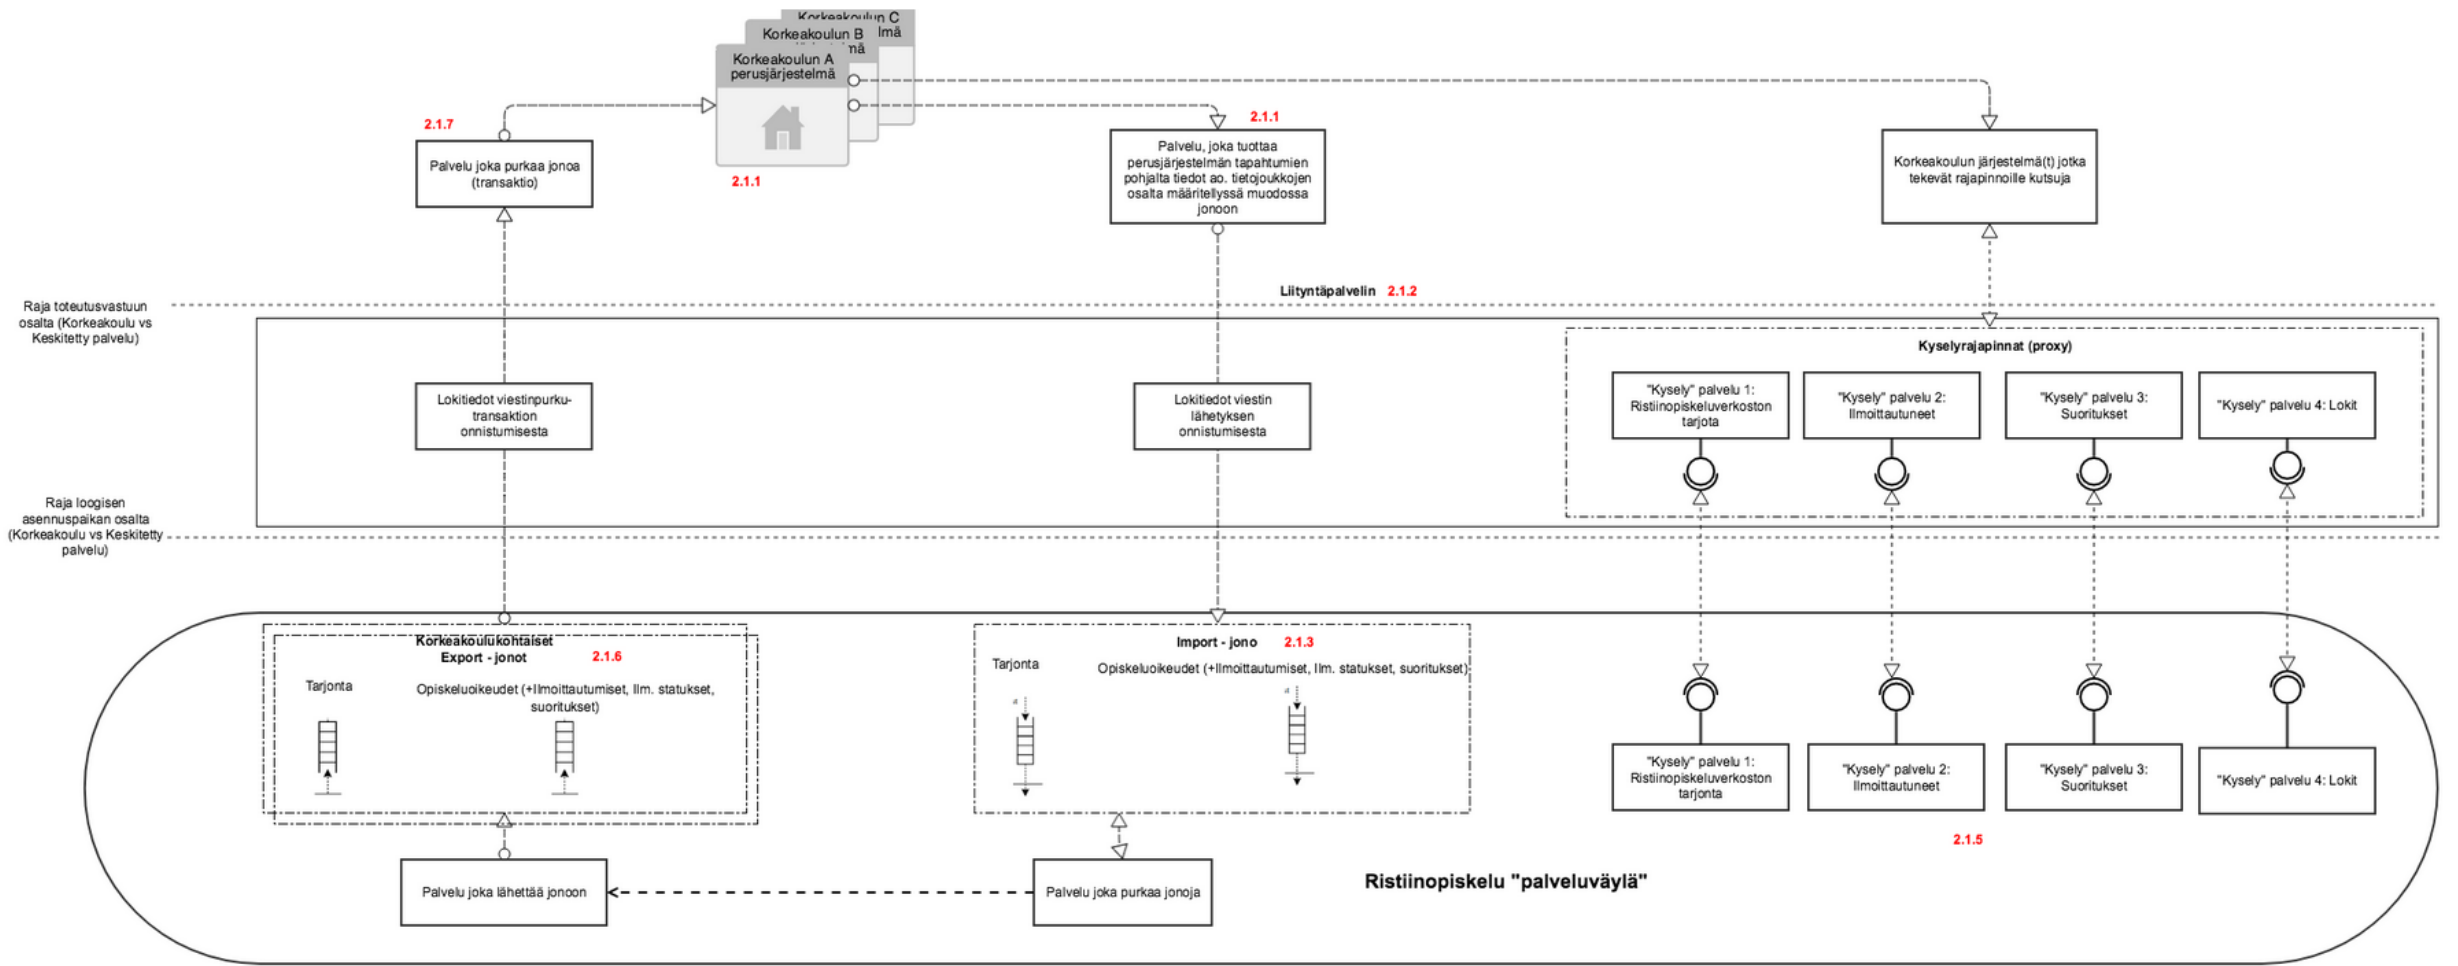 Korkeakoulun C
lmä
Korkeakoulun B
mä
Korkeakoulun A
perusjärjestelmä
2.1.1
2.1.7
Palvelu joka purkaa jonoa
(transaktio)
2.1.1
Palvelu, joka tuottaa
perusjärjestelmän tapahtumien
pohjalta tiedot ao. tietojoukkojen
osalta määritellyssä muodossa
jonoon
Korkeakoulun järjestelmä(t) jotka
tekevät rajapinnoille kutsuja
Liityntäpalvelin 2.1.2
Raja toteutusvastuun
osalta (Korkeakoulu vs
Keskitetty palvelu)
Kyselyrajapinnat (proxy)
Lokitiedot viestinpurku-
transaktion
onnistumisesta
Lokitiedot viestin
lähetyksen
onnistumisesta
"Kysely" palvelu 1:
Ristiinopiskeluverkoston
tarjota
"Kysely" palvelu 2:
Ilmoittautuneet
"Kysely" palvelu 3:
Suoritukset
"Kysely" palvelu 4: Lokit
Raja loogisen
asennuspaikan osalta
(Korkeakoulu vs Keskitetty
palvelu)
Korkeakoulukohtaiset
Export - jonot 2.1.6
Tarjonta
Opiskeluoikeudet (+Ilmoittautumiset, Ilm. statukset,
suoritukset)
Import - jono 2.1.3
Tarjonta
Opiskeluoikeudet (+Ilmoittautumiset, Ilm. statukset, suoritukset)
"Kysely" palvelu 1:
Ristiinopiskeluverkoston
tarjonta
"Kysely" palvelu 2:
Ilmoittautuneet
"Kysely" palvelu 3:
Suoritukset
"Kysely" palvelu 4: Lokit
2.1.5
Palvelu joka lähettää jonoon
Palvelu joka purkaa jonoja
Ristiinopiskelu "palveluväylä"